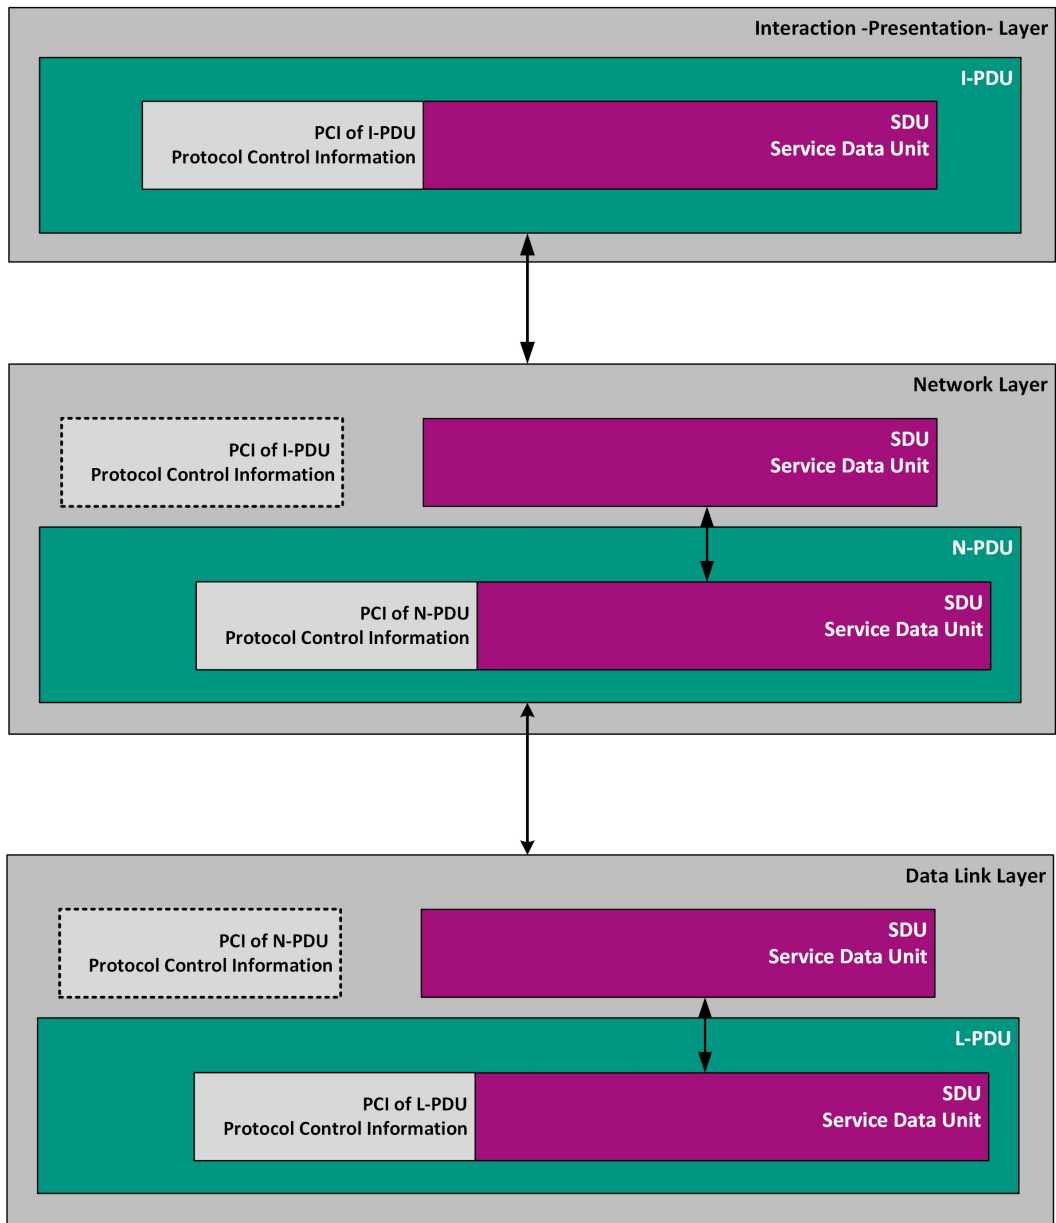 Interaction -Presentation- Layer
I-PDU
PCI of I-PDU
Protocol Control Information
SDU
Service Data Unit
Network Layer
PCI of I-PDU
Protocol Control Information
SDU
Service Data Unit
N-PDU
PCI of N-PDU
Protocol Control Information
SDU
Service Data Unit
Data Link Layer
PCI of N-PDU
Protocol Control Information
SDU
Service Data Unit
L-PDU
PCI of L-PDU
Protocol Control Information
SDU
Service Data Unit